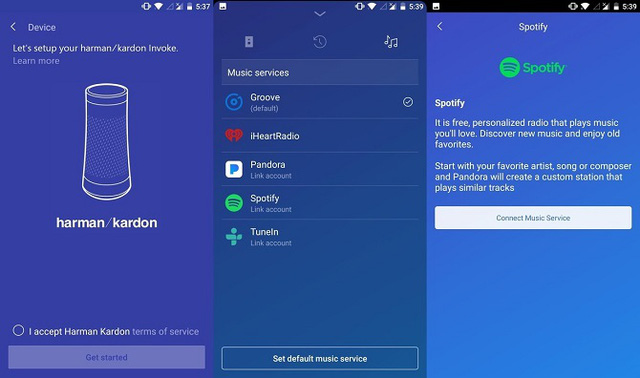 5:37
Device
Let's setup your harman/kardon Invoke.
Learn more
harman/kardon
I accept Harman Kardon terms of service
Get started
5:39
Music services
Groove
(default)
iHeartRadio
Pandora
Link account
Spotify
Link account
TuneIn
Link account
Set default music service
5:39
Spotify
Spotify
Spotify
It is free, personalized radio that plays music
you'll love. Discover new music and enjoy old
favorites.
Start with your favorite artist, song or composer
and Pandora will create a custom station that
plays similar tracks
Connect Music Service